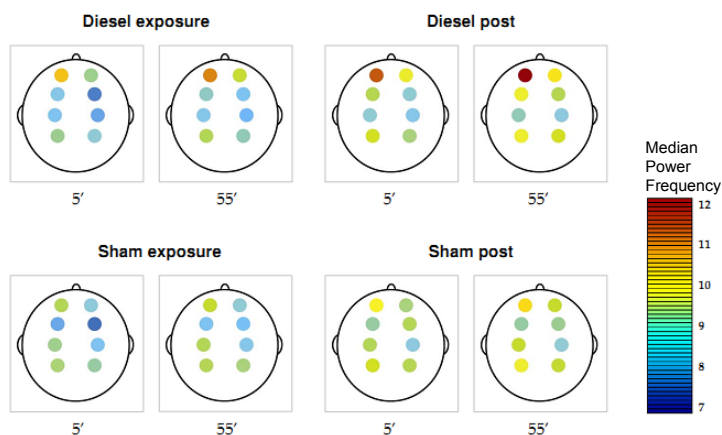 Diesel exposure
Diesel post
5′
55′
5′
55′
Sham exposure
Sham post
5′
55′
5′
55′
Median
Power
Frequency
12
11
10
9
8
7